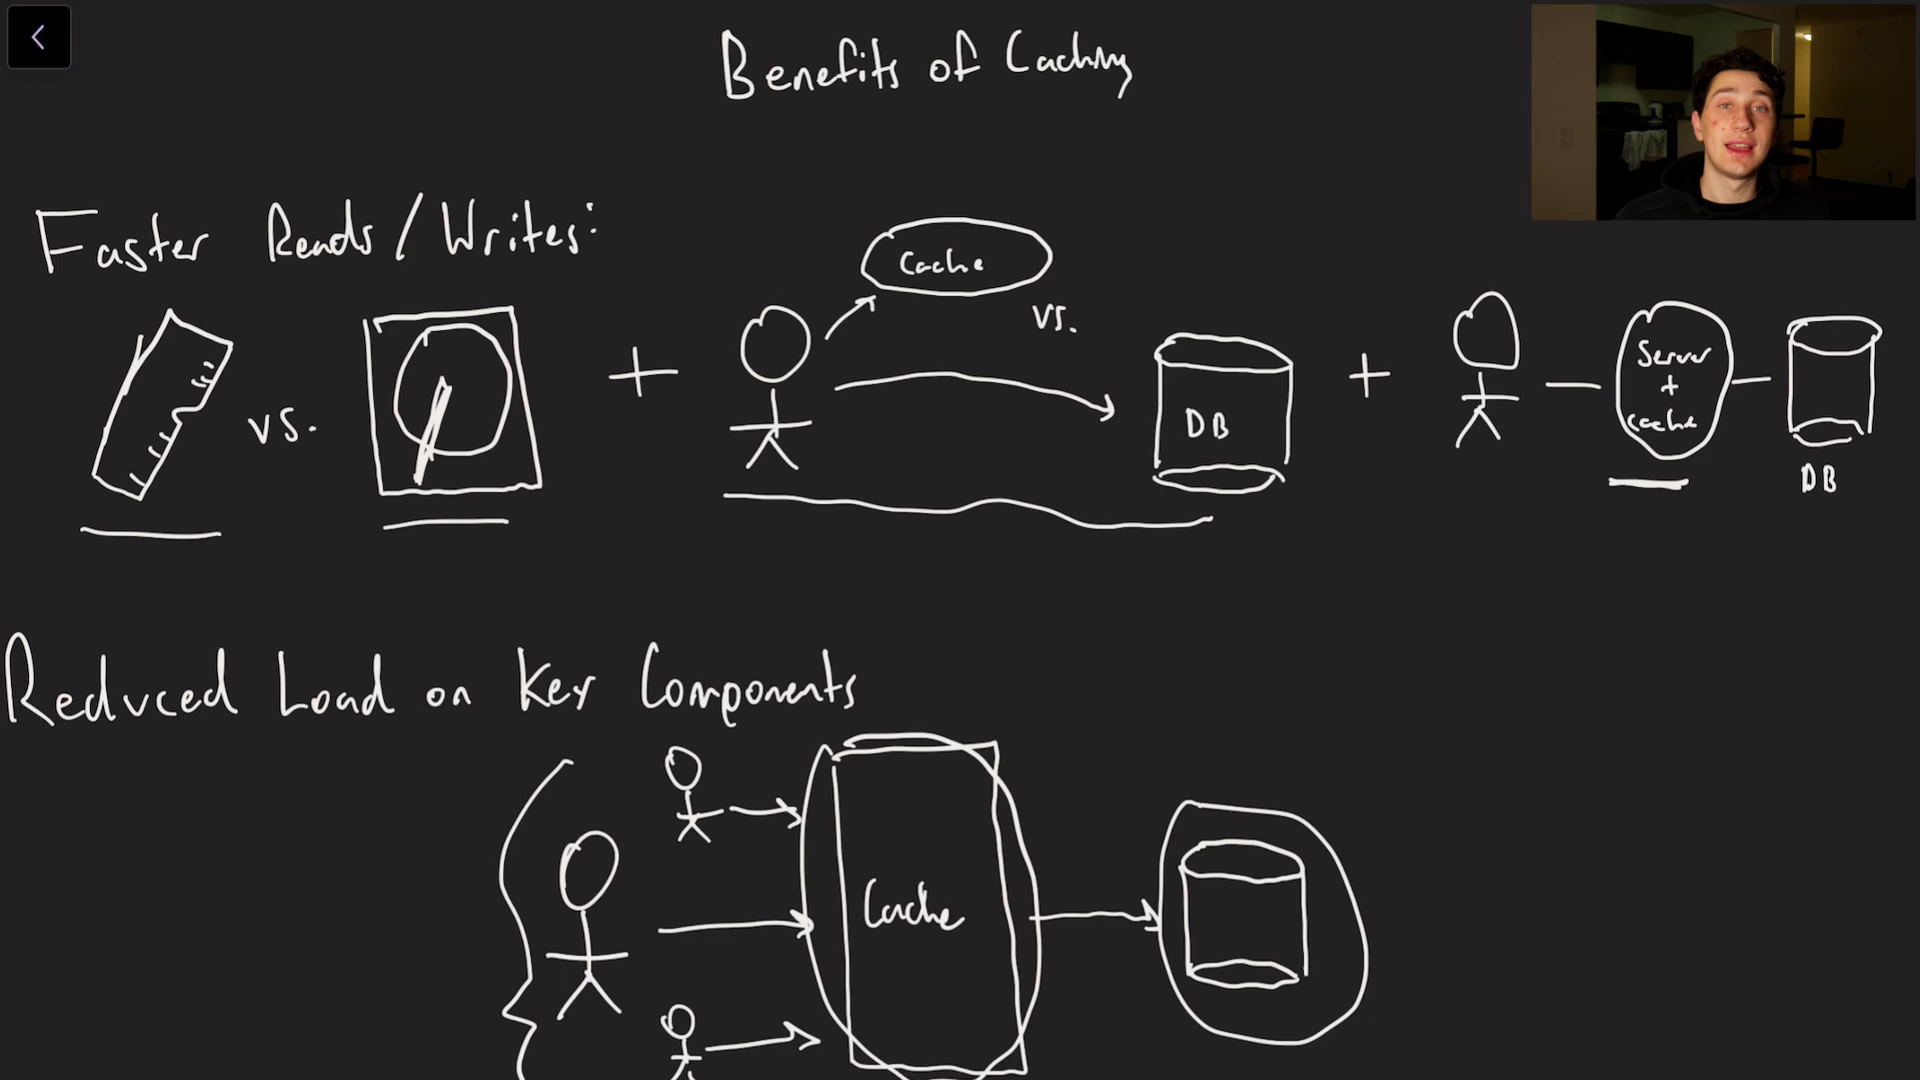 Benefits of Caching
Faster Reads/Writes:
Cache
vs.
vs.
DB
+
+
Server
+
Cache
DB
Reduced Load on Key Components
Cache